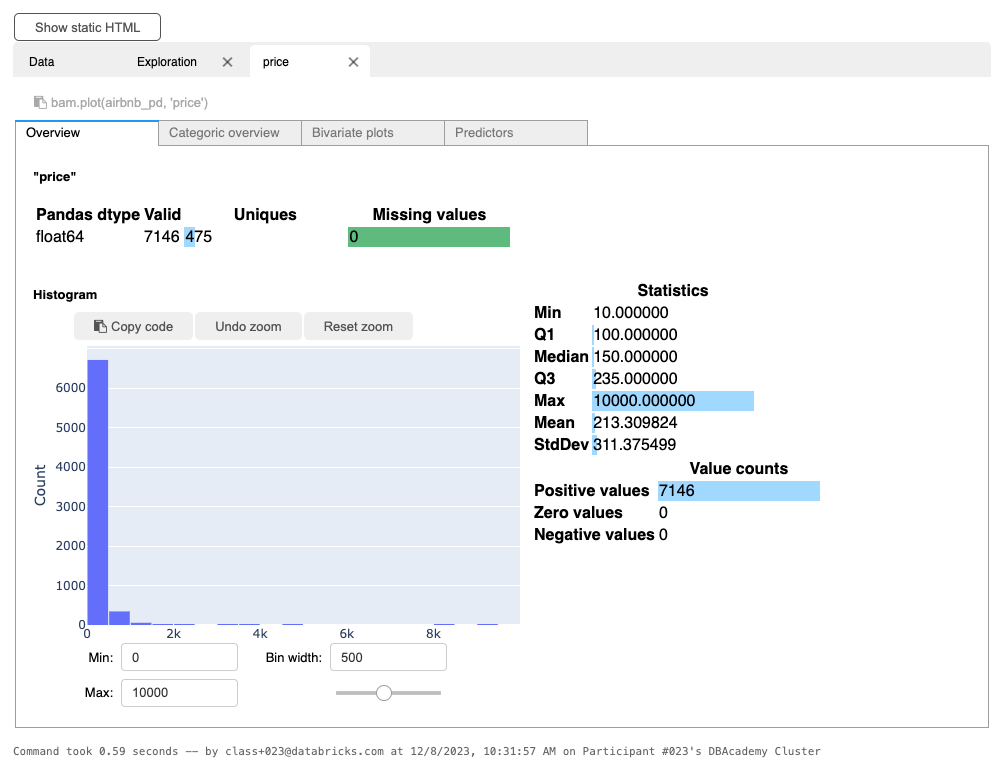 Show static HTML
Data Exploration price
bam.plot(airbnb_pd, 'price')
Overview Categoric overview Bivariate plots Predictors
"price"
Pandas dtype Valid Uniques Missing values
float64 7146 475 0
Histogram
Copy code Undo zoom Reset zoom
Count
6000
5000
4000
3000
2000
1000
0
0 2k 4k 6k 8k
Min: 0 Bin width: 500
Max: 10000
Statistics
Min 10.000000
Q1 100.000000
Median 150.000000
Q3 235.000000
Max 10000.000000
Mean 213.309824
StdDev 311.375499
Value counts
Positive values 7146
Zero values 0
Negative values 0
Command took 0.59 seconds -- by class+023@databricks.com at 12/8/2023, 10:31:57 AM on Participant #023's DBAcademy Cluster